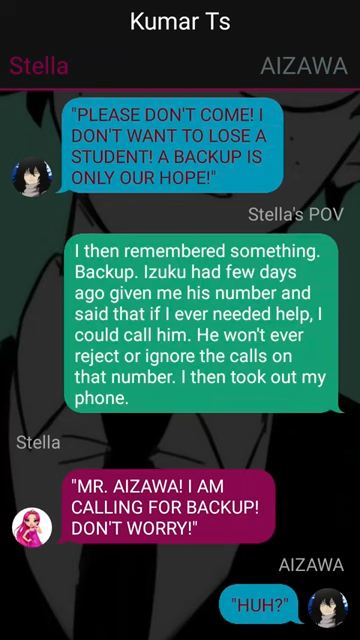 Kumar Ts
Stella
AIZAWA
"PLEASE DON'T COME! I
DON'T WANT TO LOSE A
STUDENT! A BACKUP IS
ONLY OUR HOPE!"
Stella's POV
I then remembered something.
Backup. Izuku had few days
ago given me his number and
said that if I ever needed help, I
could call him. He won't ever
reject or ignore the calls on
that number. I then took out my
phone.
Stella
"MR. AIZAWA! I AM
CALLING FOR BACKUP!
DON'T WORRY!"
AIZAWA
"HUH?"